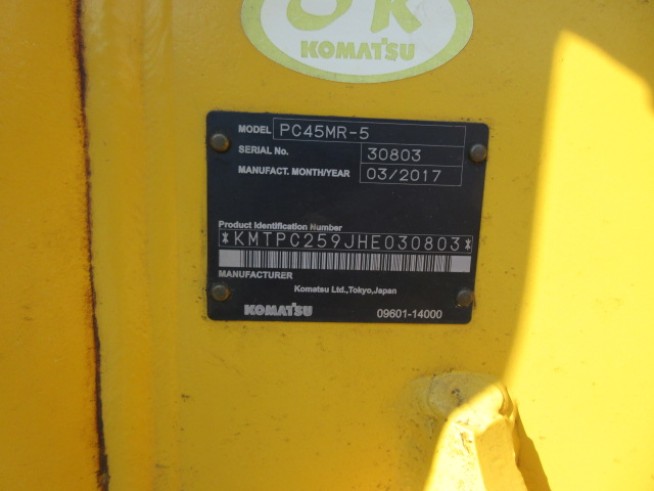 OK
KOMATSU
MODEL PC45MR-5
SERIAL No. 30803
MANUFACT. MONTH/YEAR 03/2017
Product Identification Number
*KMTPC259JHE030803*
MANUFACTURER
Komatsu Ltd.,Tokyo,Japan
KOMATSU 09601-14000